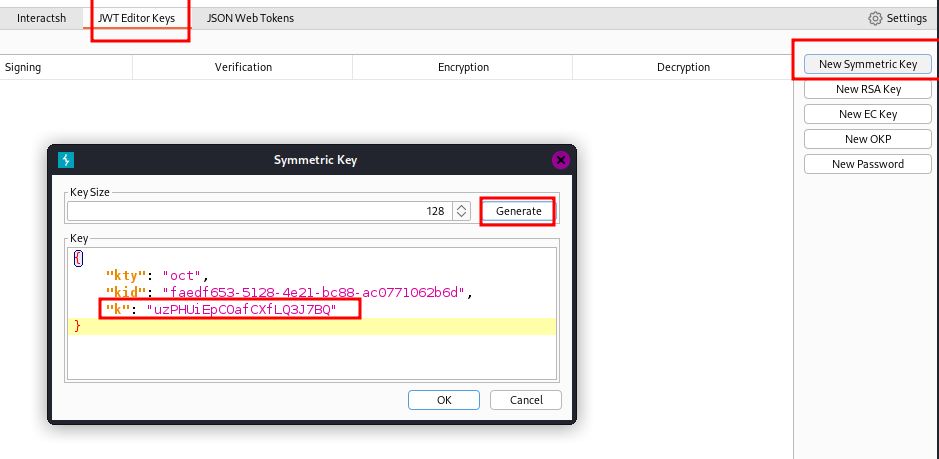 Interactsh JWT Editor Keys JSON Web Tokens Settings
Signing Verification Encryption Decryption
New Symmetric Key
New RSA Key
New EC Key
New OKP
New Password
Symmetric Key
Key Size
128 Generate
Key
{
"kty": "oct",
"kid": "faedf653-5128-4e21-bc88-ac0771062b6d",
"k": "uzPHUiEpCOafCXfLQ3J7BQ"
}
OK Cancel